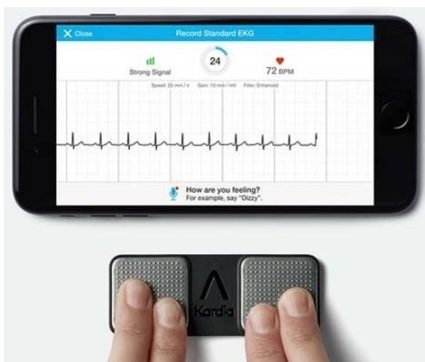 X Close
Record Standard EKG
24
Strong Signal
72 BPM
Speed: 25 mm / s Gain: 10 mm / mV Filter: Enhanced
How are you feeling?
For example, say "Dizzy".
Kardia